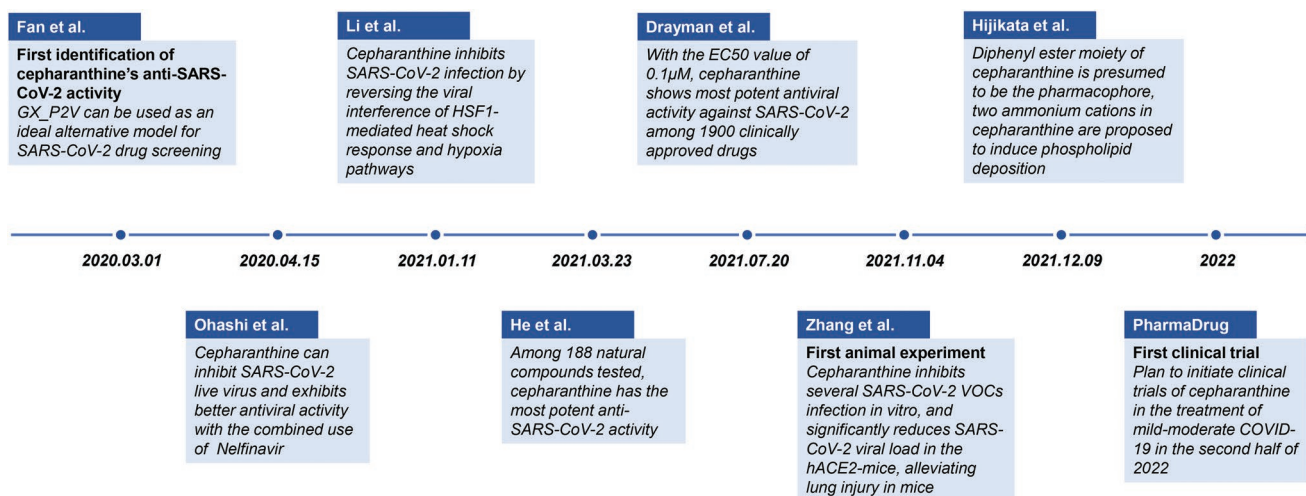 Fan et al.
First identification of
cepharanthine's anti-SARS-
CoV-2 activity
GX_P2V can be used as an
ideal alternative model for
SARS-CoV-2 drug screening
Li et al.
Cepharanthine inhibits
SARS-CoV-2 infection by
reversing the viral
interference of HSF1-
mediated heat shock
response and hypoxia
pathways
Drayman et al.
With the EC50 value of
0.1μM, cepharanthine
shows most potent antiviral
activity against SARS-CoV-2
among 1900 clinically
approved drugs
Hijikata et al.
Diphenyl ester moiety of
cepharanthine is presumed
to be the pharmacophore,
two ammonium cations in
cepharanthine are proposed
to induce phospholipid
deposition
2020.03.01
2020.04.15
2021.01.11
2021.03.23
2021.07.20
2021.11.04
2021.12.09
2022
Ohashi et al.
Cepharanthine can
inhibit SARS-CoV-2
live virus and exhibits
better antiviral activity
with the combined use
of Nelfinavir
He et al.
Among 188 natural
compounds tested,
cepharanthine has the
most potent anti-
SARS-CoV-2 activity
Zhang et al.
First animal experiment
Cepharanthine inhibits
several SARS-CoV-2 VOCs
infection in vitro, and
significantly reduces SARS-
CoV-2 viral load in the
hACE2-mice, alleviating
lung injury in mice
PharmaDrug
First clinical trial
Plan to initiate clinical
trials of cepharanthine
in the treatment of
mild-moderate COVID-
19 in the second half of
2022